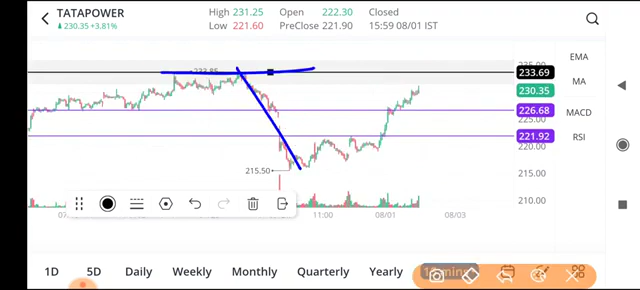 TATAPOWER
230.35 +3.81%
High 231.25 Open 222.30 Closed
Low 221.60 PreClose 221.90 15:59 08/01 IST
EMA
MA
MACD
RSI
235.00
233.85
233.69
230.35
226.68
225.00
221.92
220.00
215.50
215.00
210.00
11:00 08/01 08/03
1D 5D Daily Weekly Monthly Quarterly Yearly